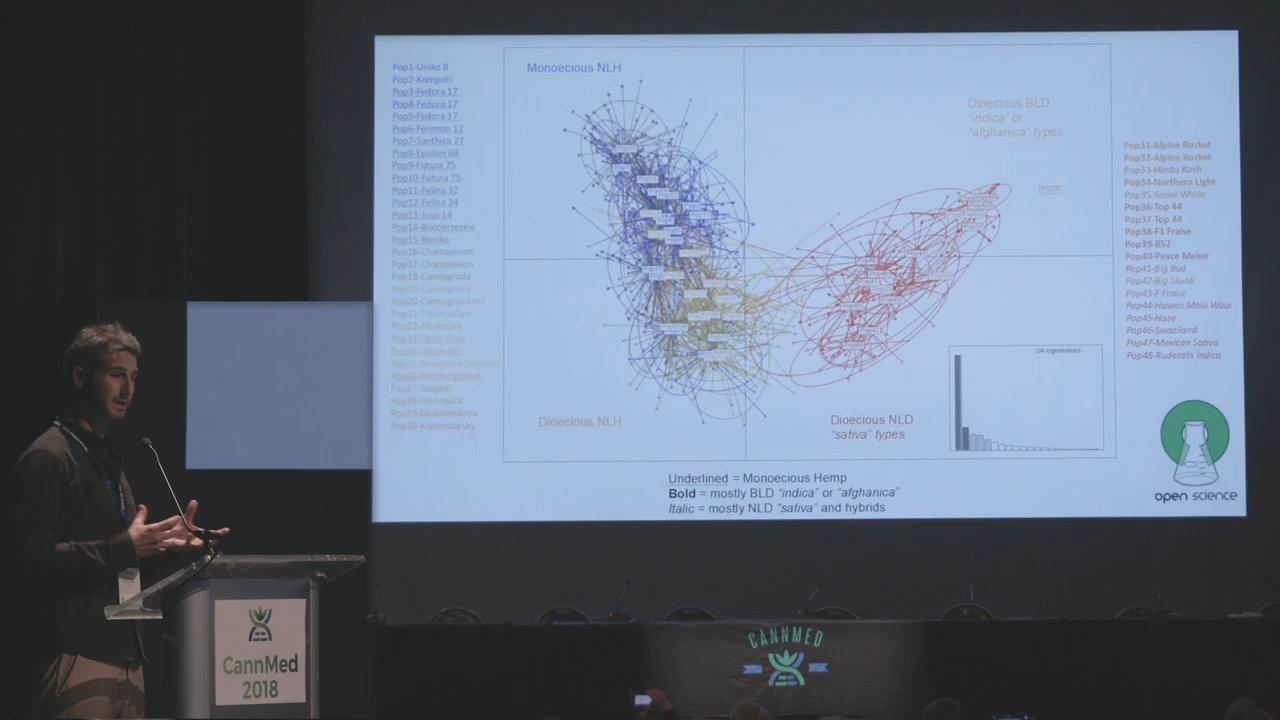 Pop1-Uniko B
Pop2-Kompolti
Pop3-Fedora 17
Pop4-Fedora 17
Pop5-Fedora 17
Pop6-Ferimon 12
Pop7-Santhica 27
Pop8-Epsilon 68
Pop9-Futura 75
Pop10-Futura 75
Pop11-Felina 32
Pop12-Felina 34
Pop13-Juso 14
Pop14-Bialobrzeskie
Pop15-Beniko
Pop16-Chamaeleon
Pop17-Chamaeleon
Pop18-Carmagnola
Pop19-Carmagnola
Pop20-Carmagnola sel
Pop22-Fibranova
Pop24-Delta-405
Pop27-Szegedi
Pop28-Fibrimulta
Pop29-Glukhovskaya
Pop30-Krasnodarsky
Monoecious NLH
Dioecious BLD
"indica" or
"afghanica" types
Dioecious NLH
Dioecious NLD
"sativa" types
DA eigenvalues
Pop31-Alpine Rocket
Pop32-Alpine Rocket
Pop33-Hindu Kush
Pop34-Northern Light
Pop35-Snow White
Pop36-Top 44
Pop37-Top 44
Pop38-F1 Fraise
Pop39-B52
Pop40-Peace Maker
Pop41-Big Bud
Pop42-Big Skunk
Pop43-F Fraise
Pop44-Hawaii Maui Waui
Pop45-Haze
Pop46-Swaziland
Pop47-Mexican Sativa
Pop48-Ruderalis Indica
Underlined = Monoecious Hemp
Bold = mostly BLD "indica" or "afghanica"
Italic = mostly NLD "sativa" and hybrids
open science
CannMed
2018
CANNMED